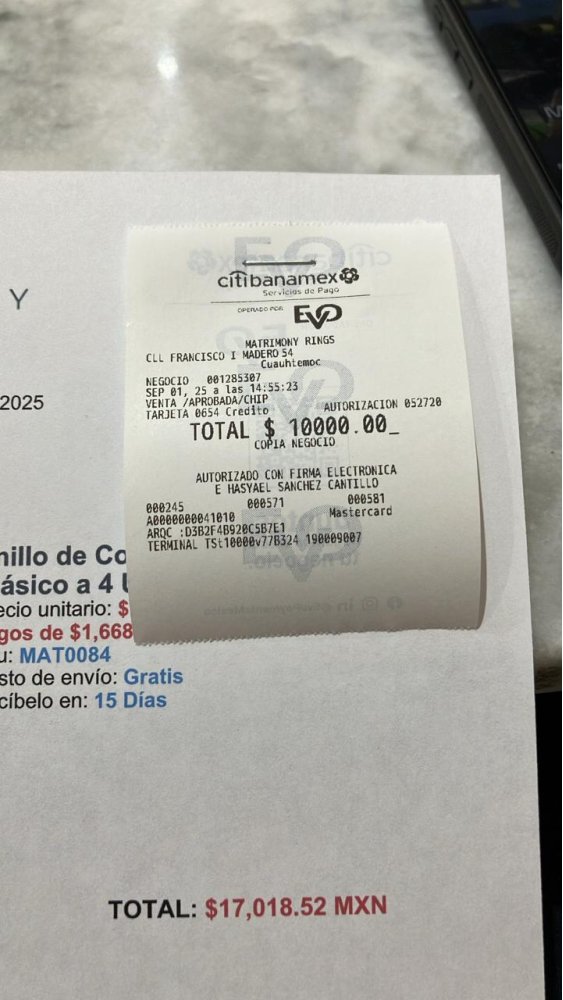 Y
2025
citibanamex
Servicios de Pago
OPERADO POR EVO
MATRIMONY RINGS
CLL FRANCISCO I MADERO 54
Cuauhtemoc
NEGOCIO 001285307
SEP 01, 25 a las 14:55:23
VENTA /APROBADA/CHIP
TARJETA 0654 Credito AUTORIZACION 052720
TOTAL $ 10000.00_
COPIA NEGOCIO
AUTORIZADO CON FIRMA ELECTRONICA
E HASYAEL SANCHEZ CANTILLO
000245 000571 000581
A0000000041010 Mastercard
ARQC :D3B2F4B920C5B7E1
TERMINAL TSt10000v77B324 190009007
nillo de Co
ásico a 4 U
ecio unitario: $
gos de $1,668
u: MAT0084
sto de envío: Gratis
cíbelo en: 15 Días
TOTAL: $17,018.52 MXN